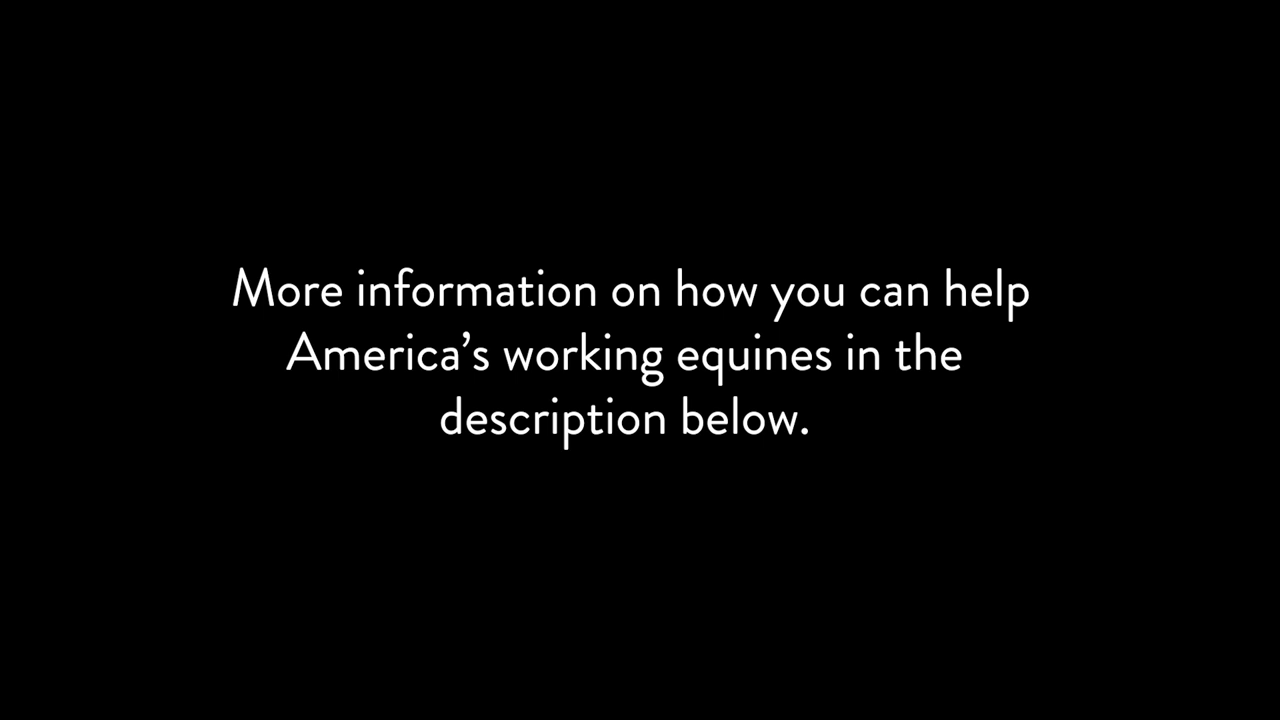 More information on how you can help
America’s working equines in the
description below.